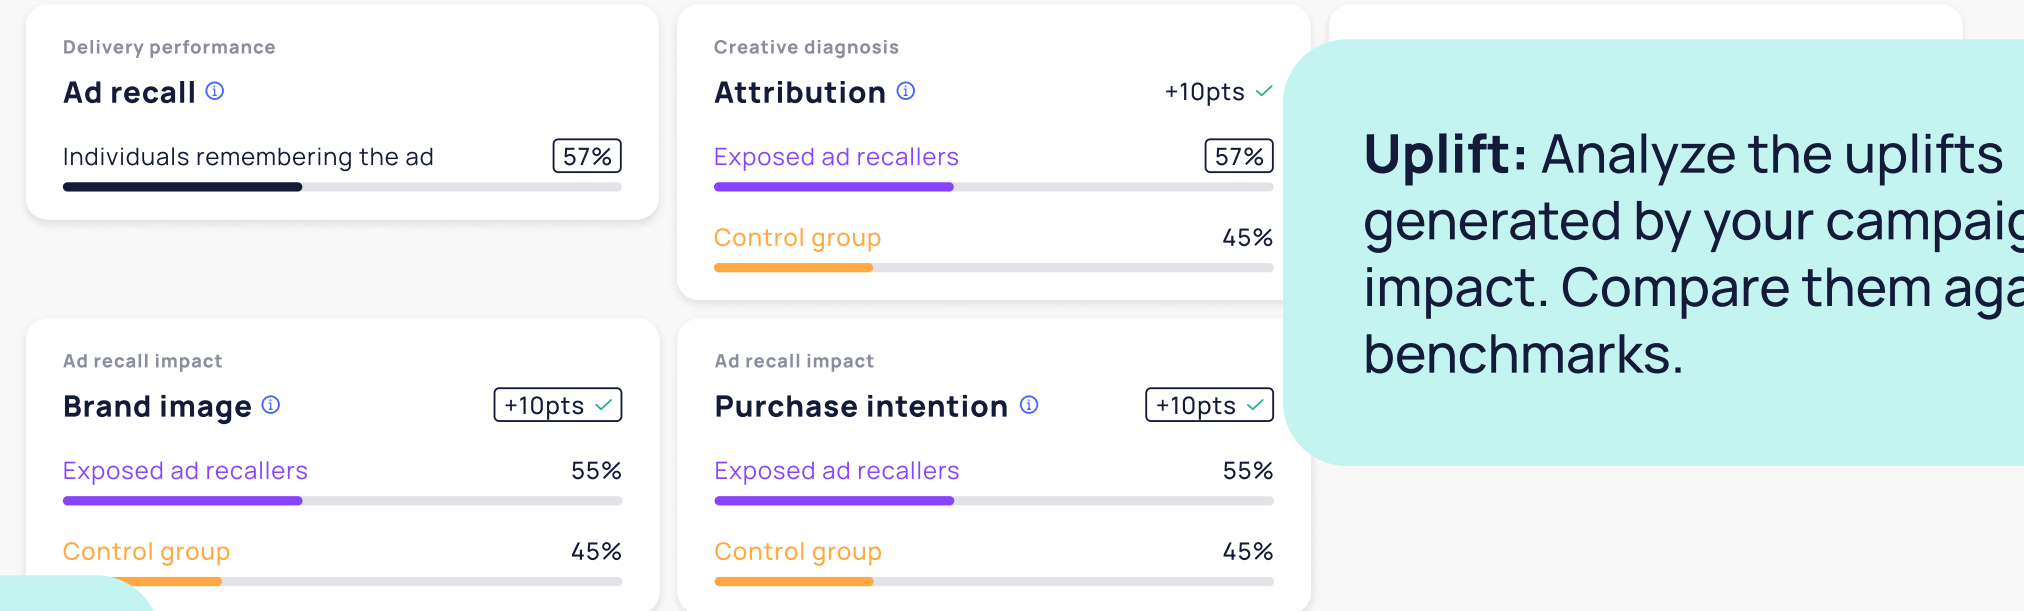 Delivery performance
Ad recall
Individuals remembering the ad 57%
Creative diagnosis
Attribution +10pts
Exposed ad recallers 57%
Control group 45%
Ad recall impact
Brand image +10pts
Exposed ad recallers 55%
Control group 45%
Ad recall impact
Purchase intention +10pts
Exposed ad recallers 55%
Control group 45%
Uplift: Analyze the uplifts
generated by your
impact. Compare them
benchmarks.